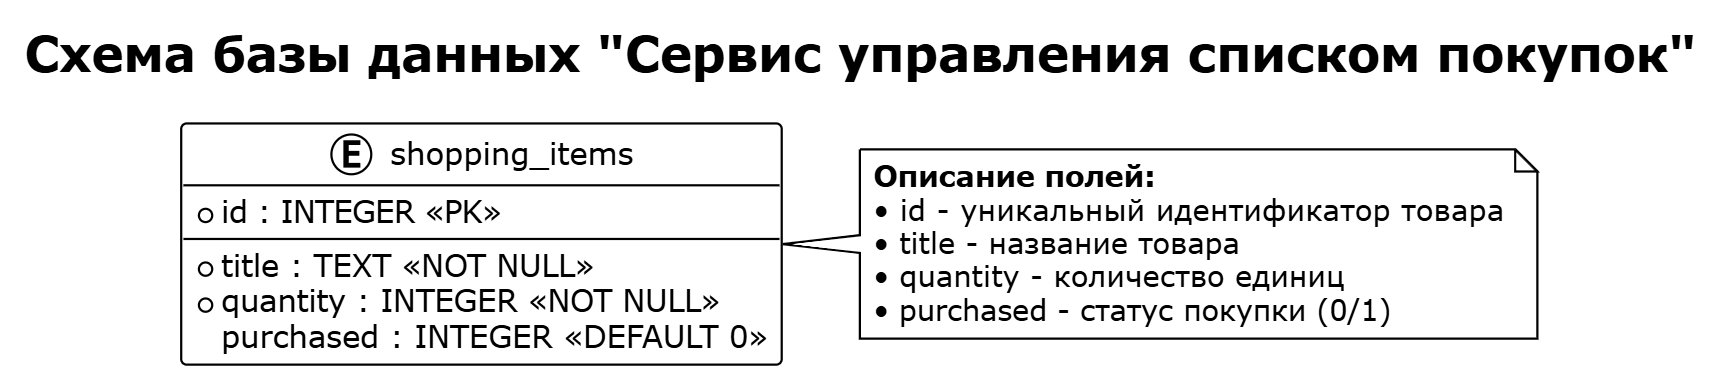 Схема базы данных "Сервис управления списком покупок"
E shopping_items
id : INTEGER «PK»
title : TEXT «NOT NULL»
quantity : INTEGER «NOT NULL»
purchased : INTEGER «DEFAULT 0»
Описание полей:
• id - уникальный идентификатор товара
• title - название товара
• quantity - количество единиц
• purchased - статус покупки (0/1)